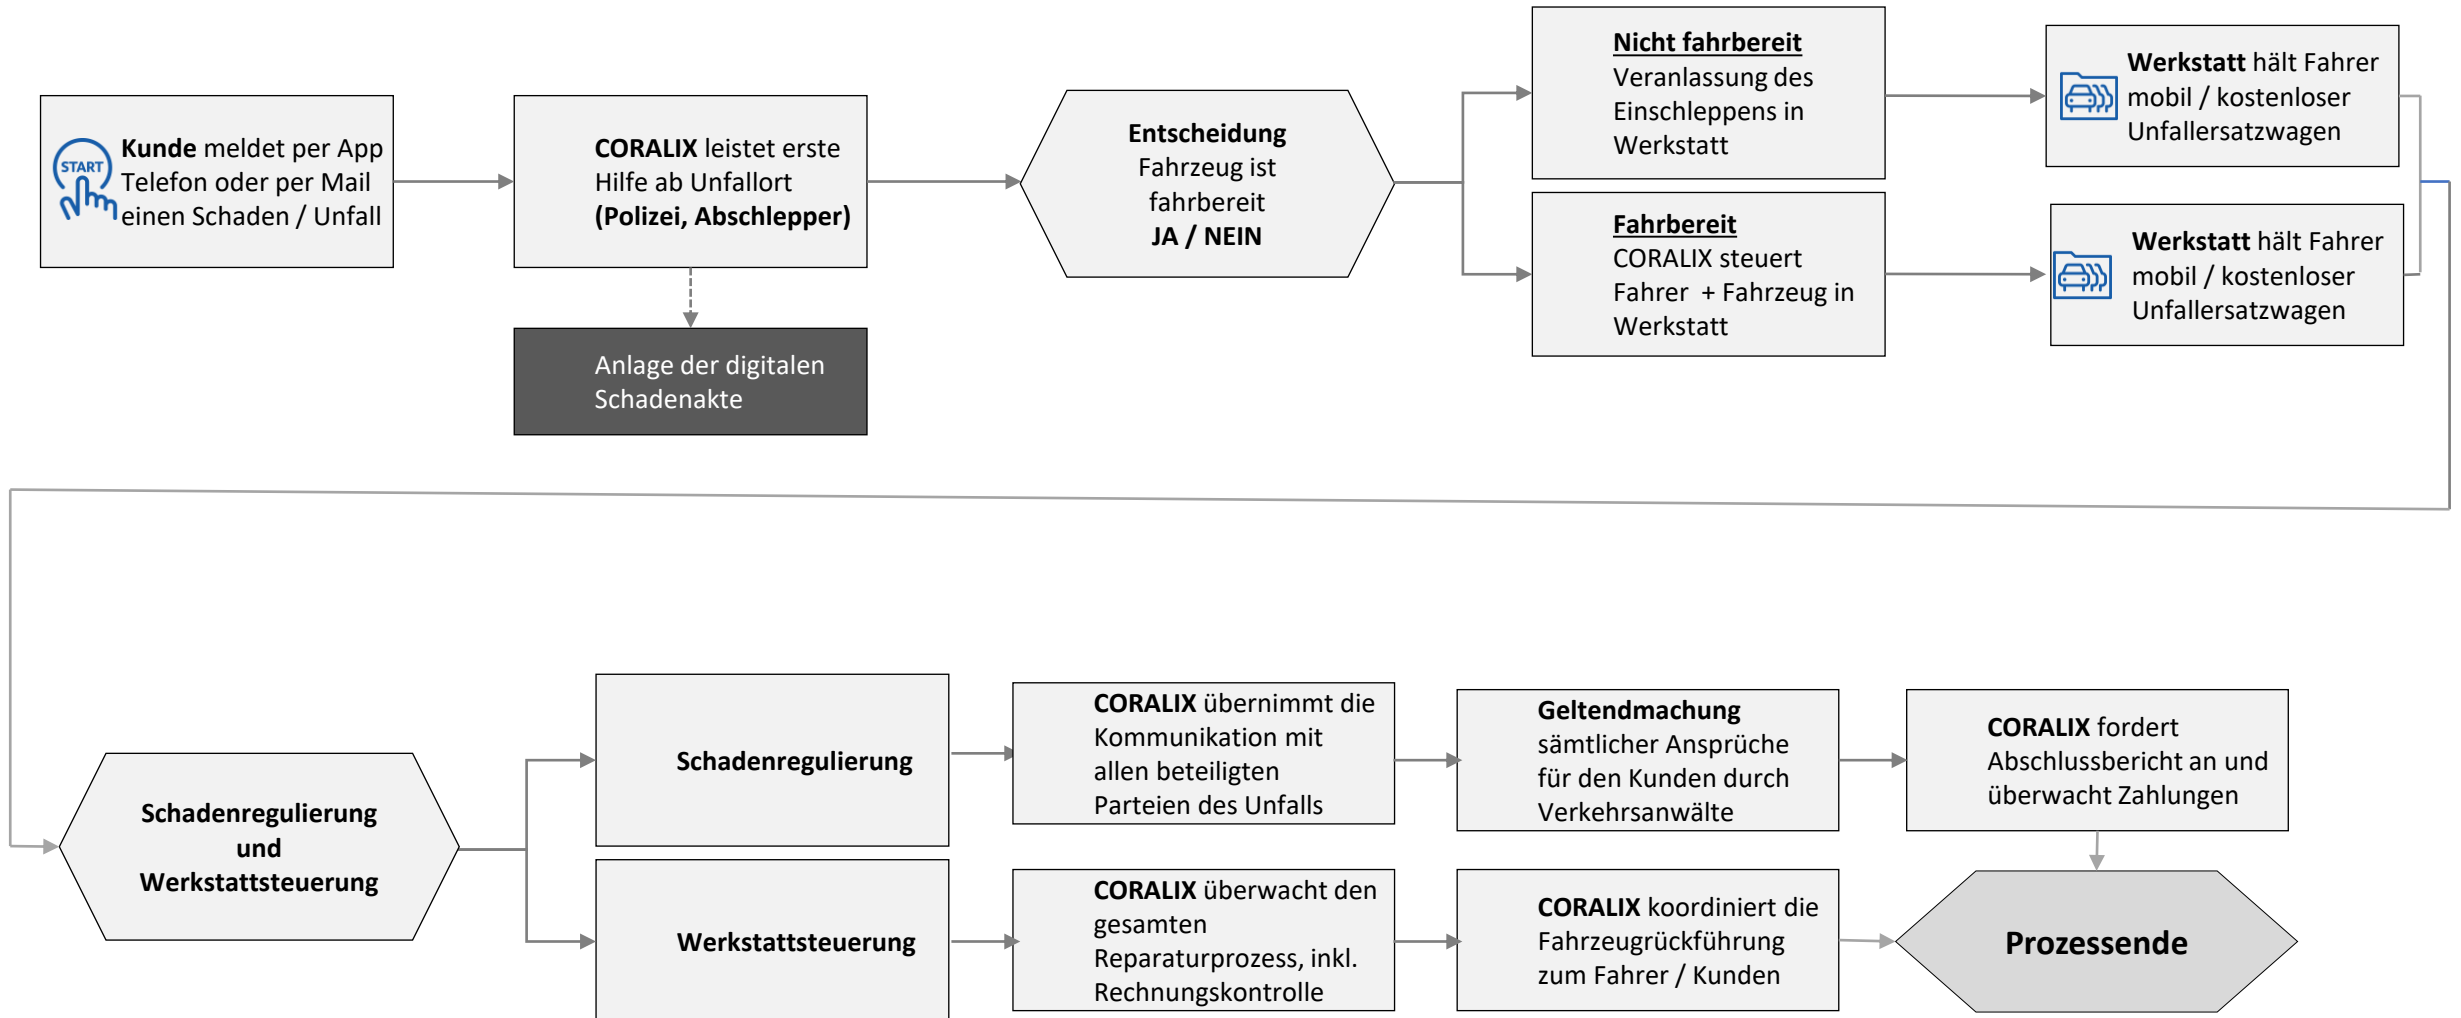 START
Kunde meldet per App
Telefon oder per Mail
einen Schaden / Unfall
CORALIX leistet erste
Hilfe ab Unfallort
(Polizei, Abschlepper)
Anlage der digitalen
Schadenakte
Entscheidung
Fahrzeug ist
fahrbereit
JA / NEIN
Nicht fahrbereit
Veranlassung des
Einschleppens in
Werkstatt
Werkstatt hält Fahrer
mobil / kostenloser
Unfallersatzwagen
Fahrbereit
CORALIX steuert
Fahrer + Fahrzeug in
Werkstatt
Werkstatt hält Fahrer
mobil / kostenloser
Unfallersatzwagen
Schadenregulierung
und
Werkstattsteuerung
Schadenregulierung
CORALIX übernimmt die
Kommunikation mit
allen beteiligten
Parteien des Unfalls
Geltendmachung
sämtlicher Ansprüche
für den Kunden durch
Verkehrsanwälte
CORALIX fordert
Abschlussbericht an und
überwacht Zahlungen
Werkstattsteuerung
CORALIX überwacht den
gesamten
Reparaturprozess, inkl.
Rechnungskontrolle
CORALIX koordiniert die
Fahrzeugrückführung
zum Fahrer / Kunden
Prozessende